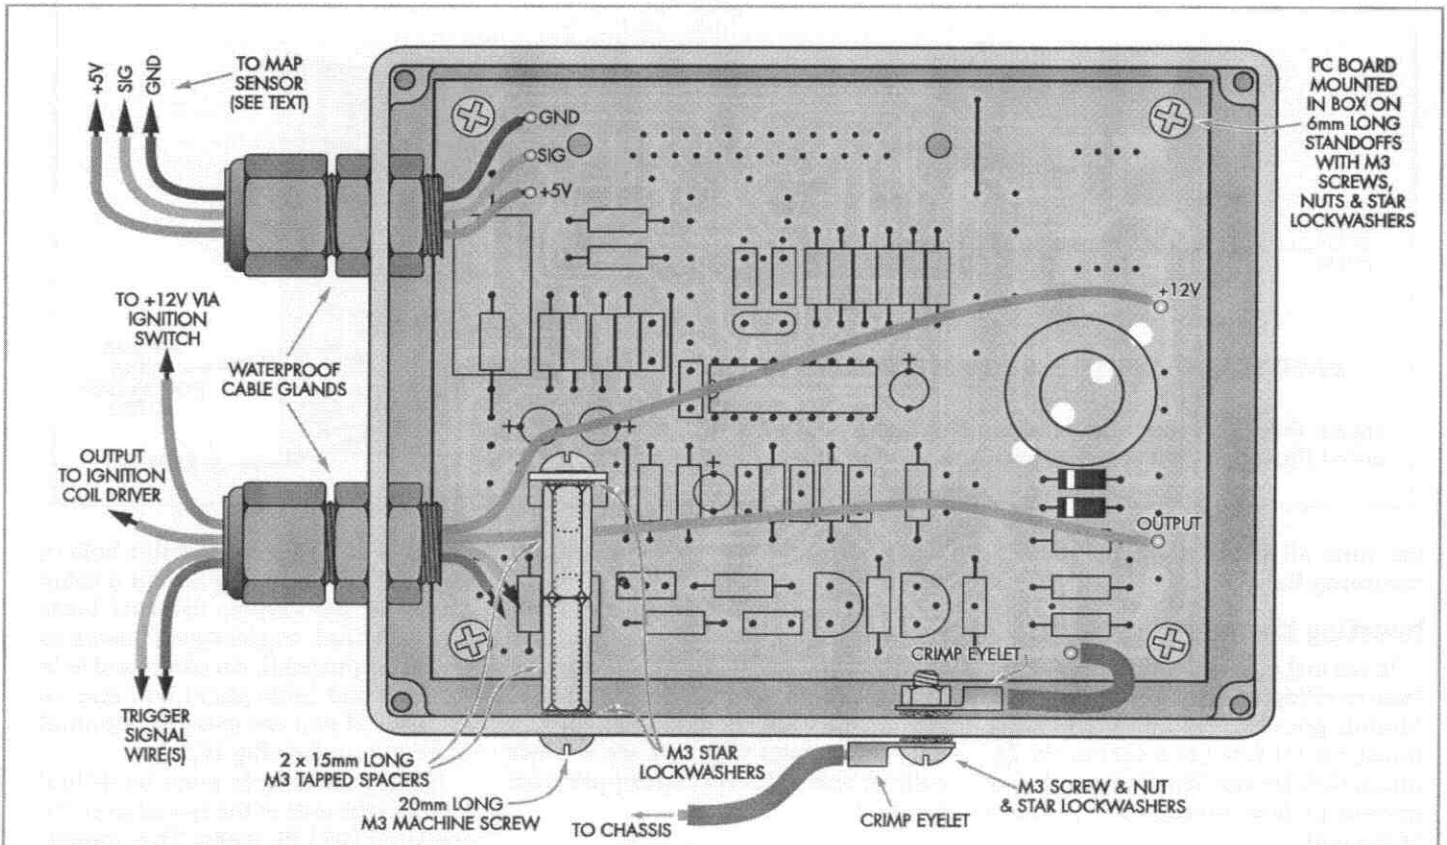 +5V
SIG
GND
TO MAP
SENSOR
(SEE TEXT)
PC BOARD
MOUNTED
IN BOX ON
6mm LONG
STANDOFFS
WITH M3
SCREWS,
NUTS & STAR
LOCKWASHERS
GND
SIG
+5V
TO +12V VIA
IGNITION
SWITCH
WATERPROOF
CABLE GLANDS
+12V
+
+
+
+
OUTPUT
TO IGNITION
COIL DRIVER
OUTPUT
CRIMP EYELET
TRIGGER
SIGNAL
WIRE(S)
2 x 15mm LONG
M3 TAPPED SPACERS
M3 STAR
LOCKWASHERS
20mm LONG
M3 MACHINE SCREW
TO CHASSIS
CRIMP EYELET
M3 SCREW & NUT
& STAR LOCKWASHERS